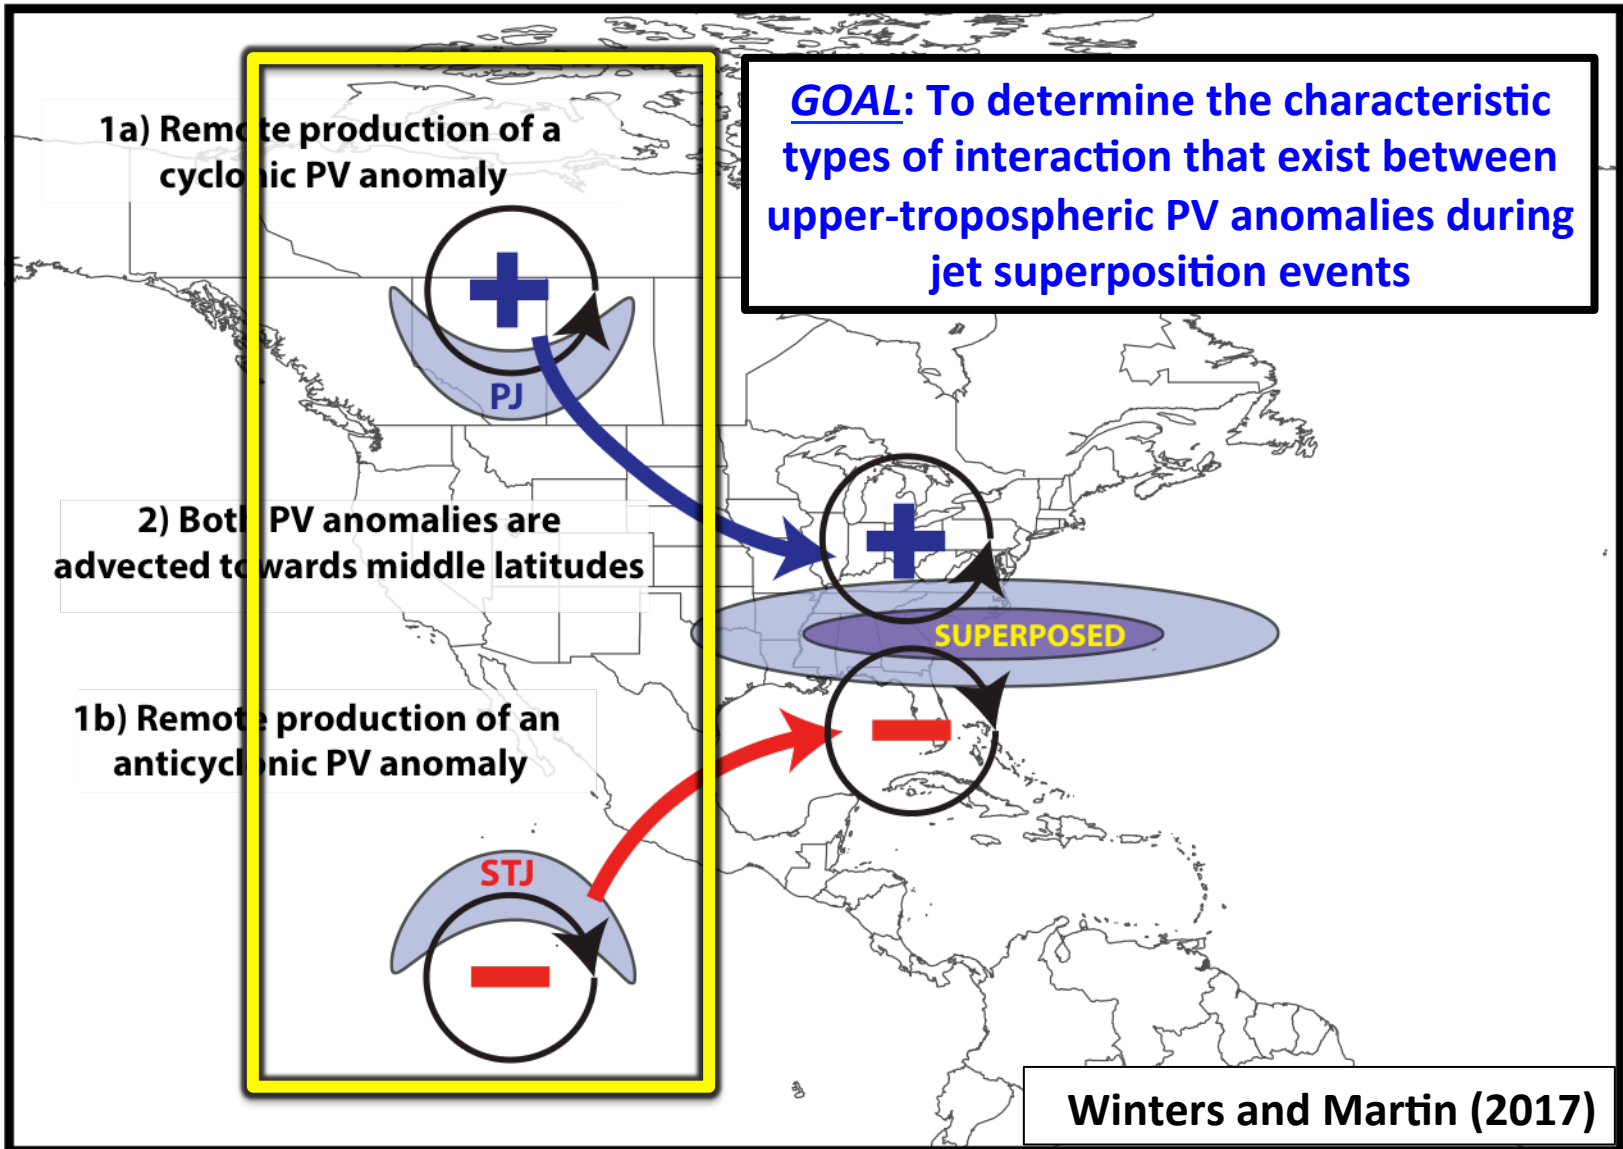 GOAL: To determine the characteristic
types of interaction that exist between
upper-tropospheric PV anomalies during
jet superposition events
1a) Remote production of a
cyclonic PV anomaly
PJ
2) Both PV anomalies are
advected towards middle latitudes
SUPERPOSED
1b) Remote production of an
anticyclonic PV anomaly
STJ
Winters and Martin (2017)